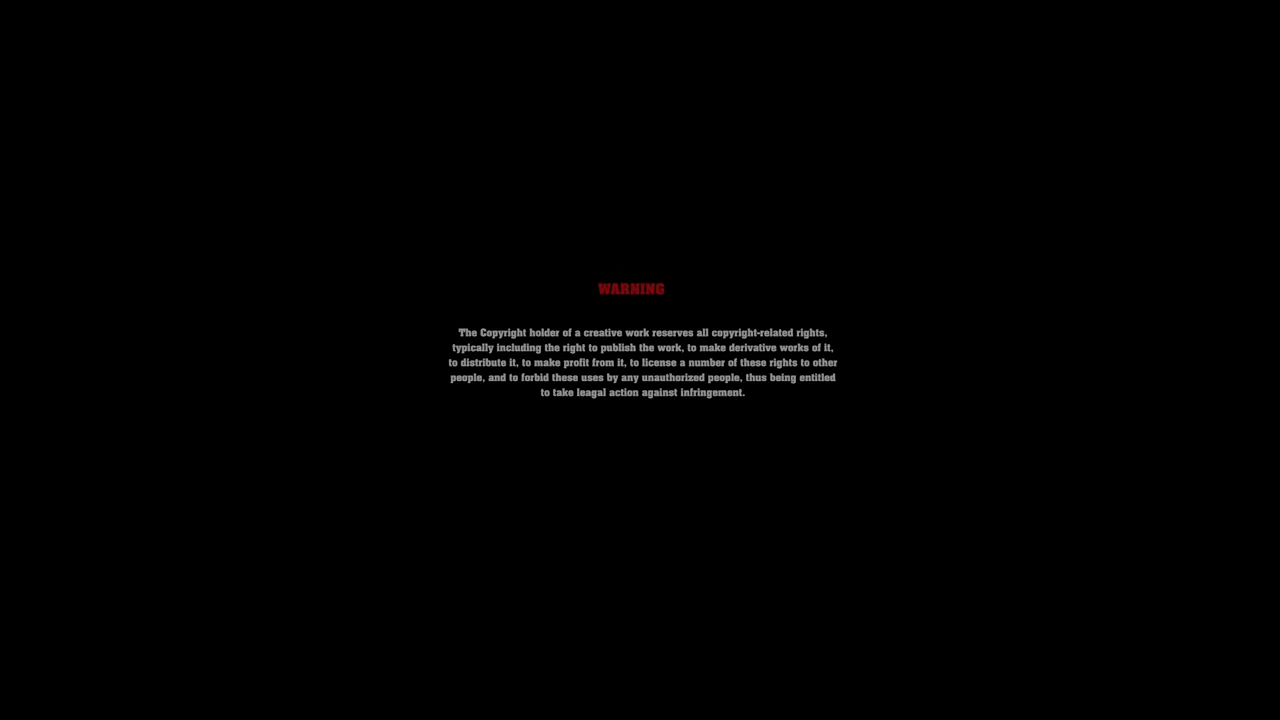 WARNING
The Copyright holder of a creative work reserves all copyright-related rights,
typically including the right to publish the work, to make derivative works of it,
to distribute it, to make profit from it, to license a number of these rights to other
people, and to forbid these uses by any unauthorized people, thus being entitled
to take leagal action against infringement.